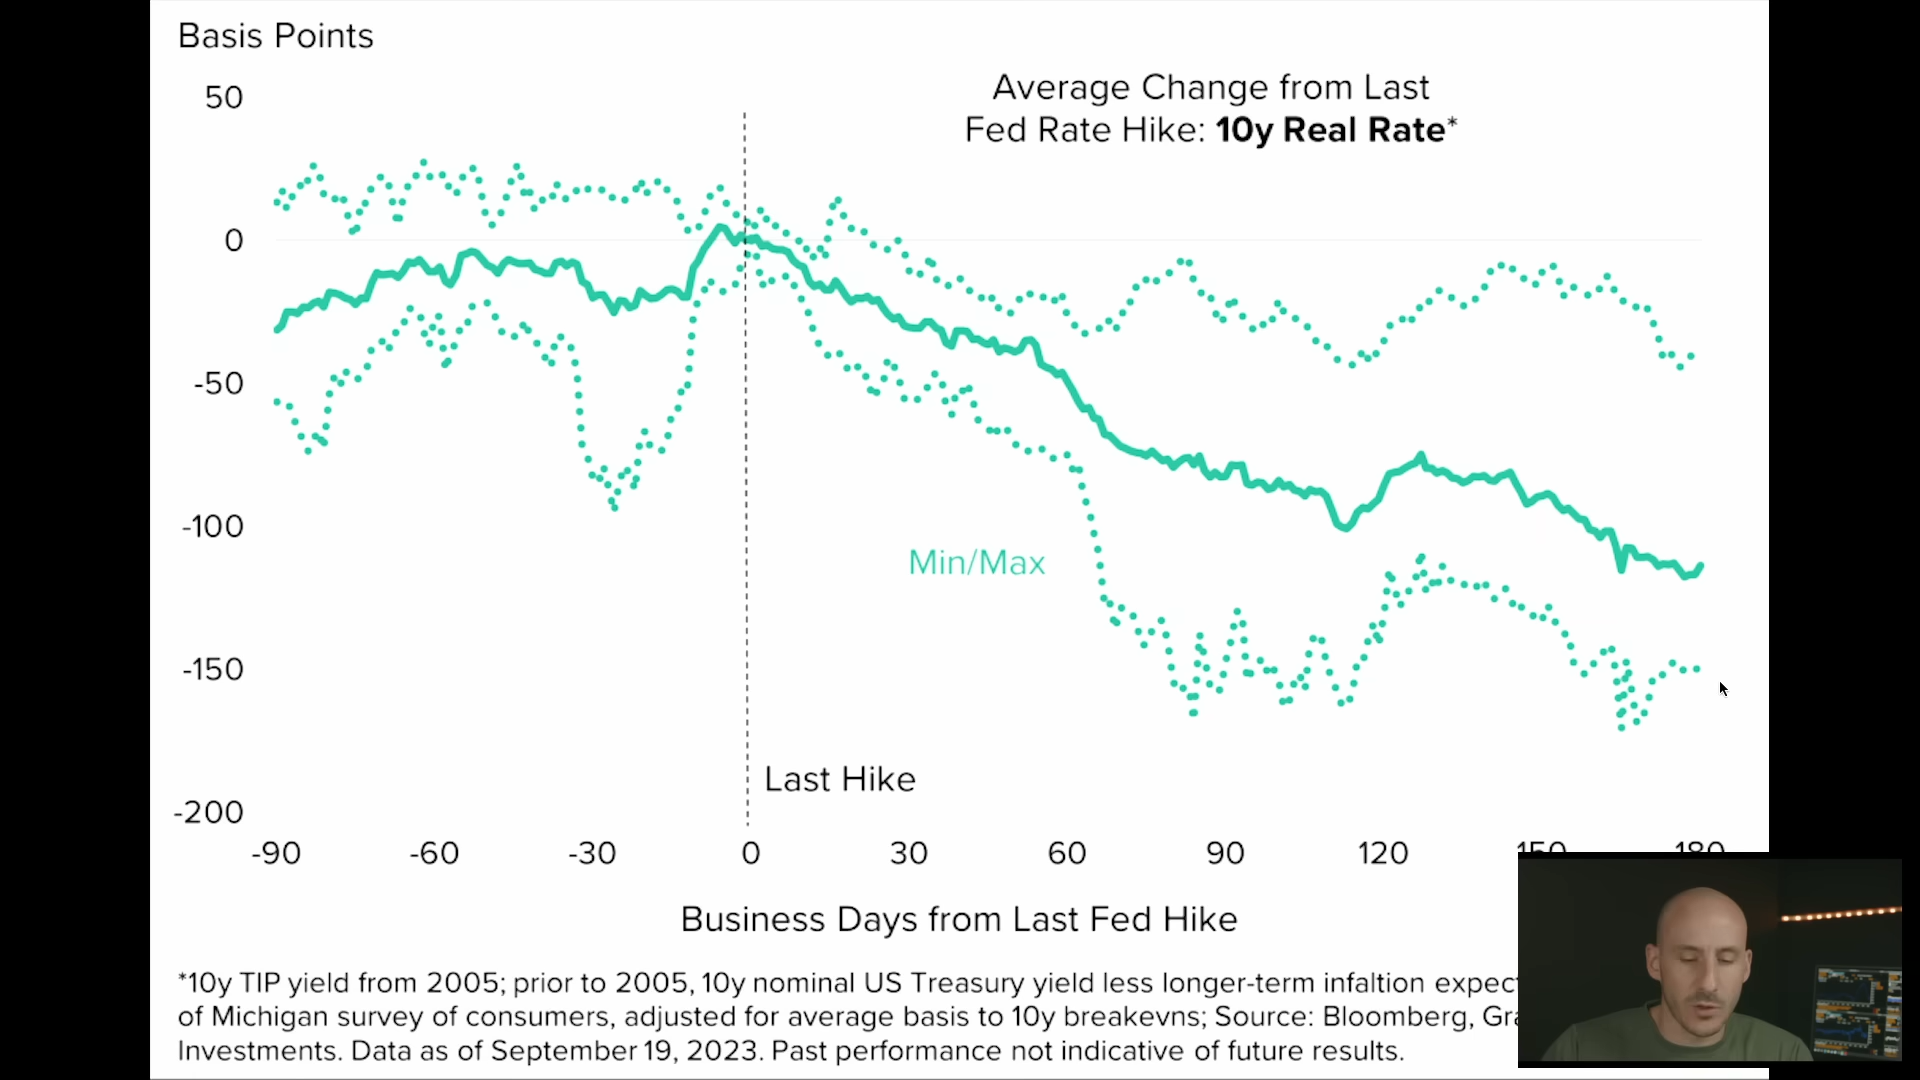 Basis Points
Average Change from Last
Fed Rate Hike: 10y Real Rate*
50
0
-50
-100
-150
-200
Min/Max
Last Hike
-90 -60 -30 0 30 60 90 120 150 180
Business Days from Last Fed Hike
*10y TIP yield from 2005; prior to 2005, 10y nominal US Treasury yield less longer-term infaltion expec
of Michigan survey of consumers, adjusted for average basis to 10y breakevns; Source: Bloomberg,
Investments. Data as of September 19, 2023. Past performance not indicative of future results.